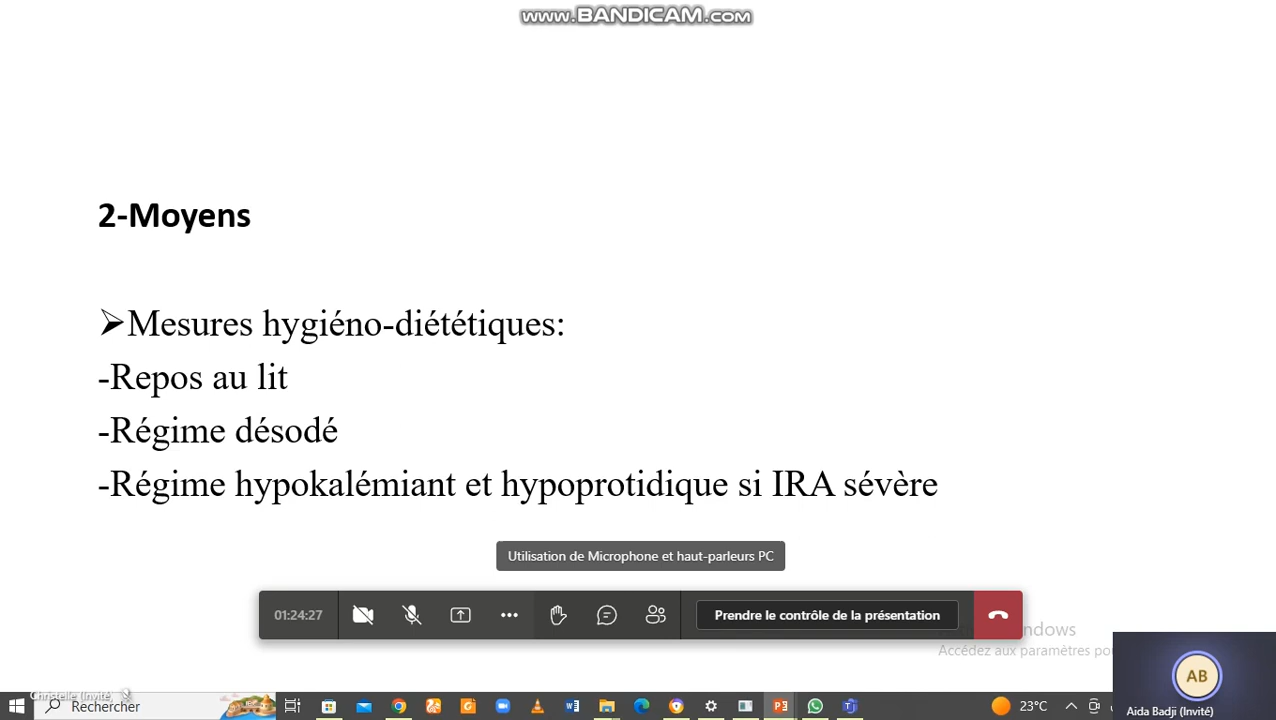 WWW.BANDICAM.COM
2-Moyens
➢Mesures hygiéno-diététiques:
-Repos au lit
-Régime désodé
-Régime hypokalémiant et hypoprotidique si IRA sévère
Utilisation de Microphone et haut-parleurs PC
01:24:27
Prendre le contrôle de la présentation
ndows
Accédez aux paramètres po
AB
Aida Badji (Invité)
Christelle (Invité)
Rechercher
23°C